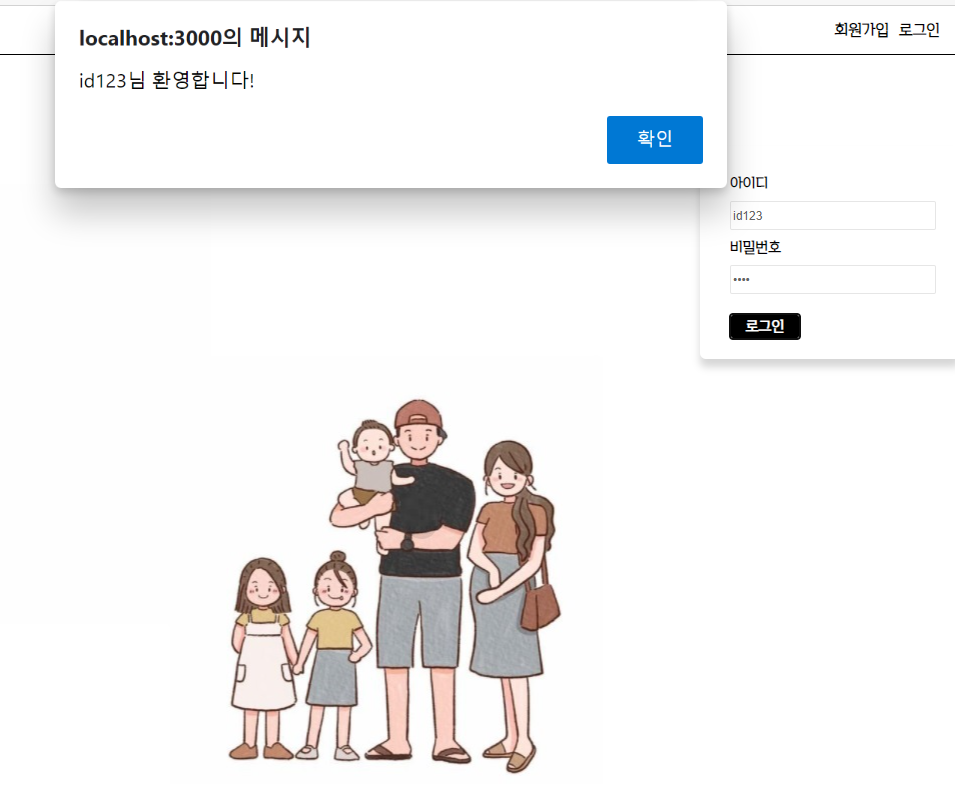 localhost:3000의 메시지
id123님 환영합니다!
확인
회원가입 로그인
아이디
id123
비밀번호
••••
로그인